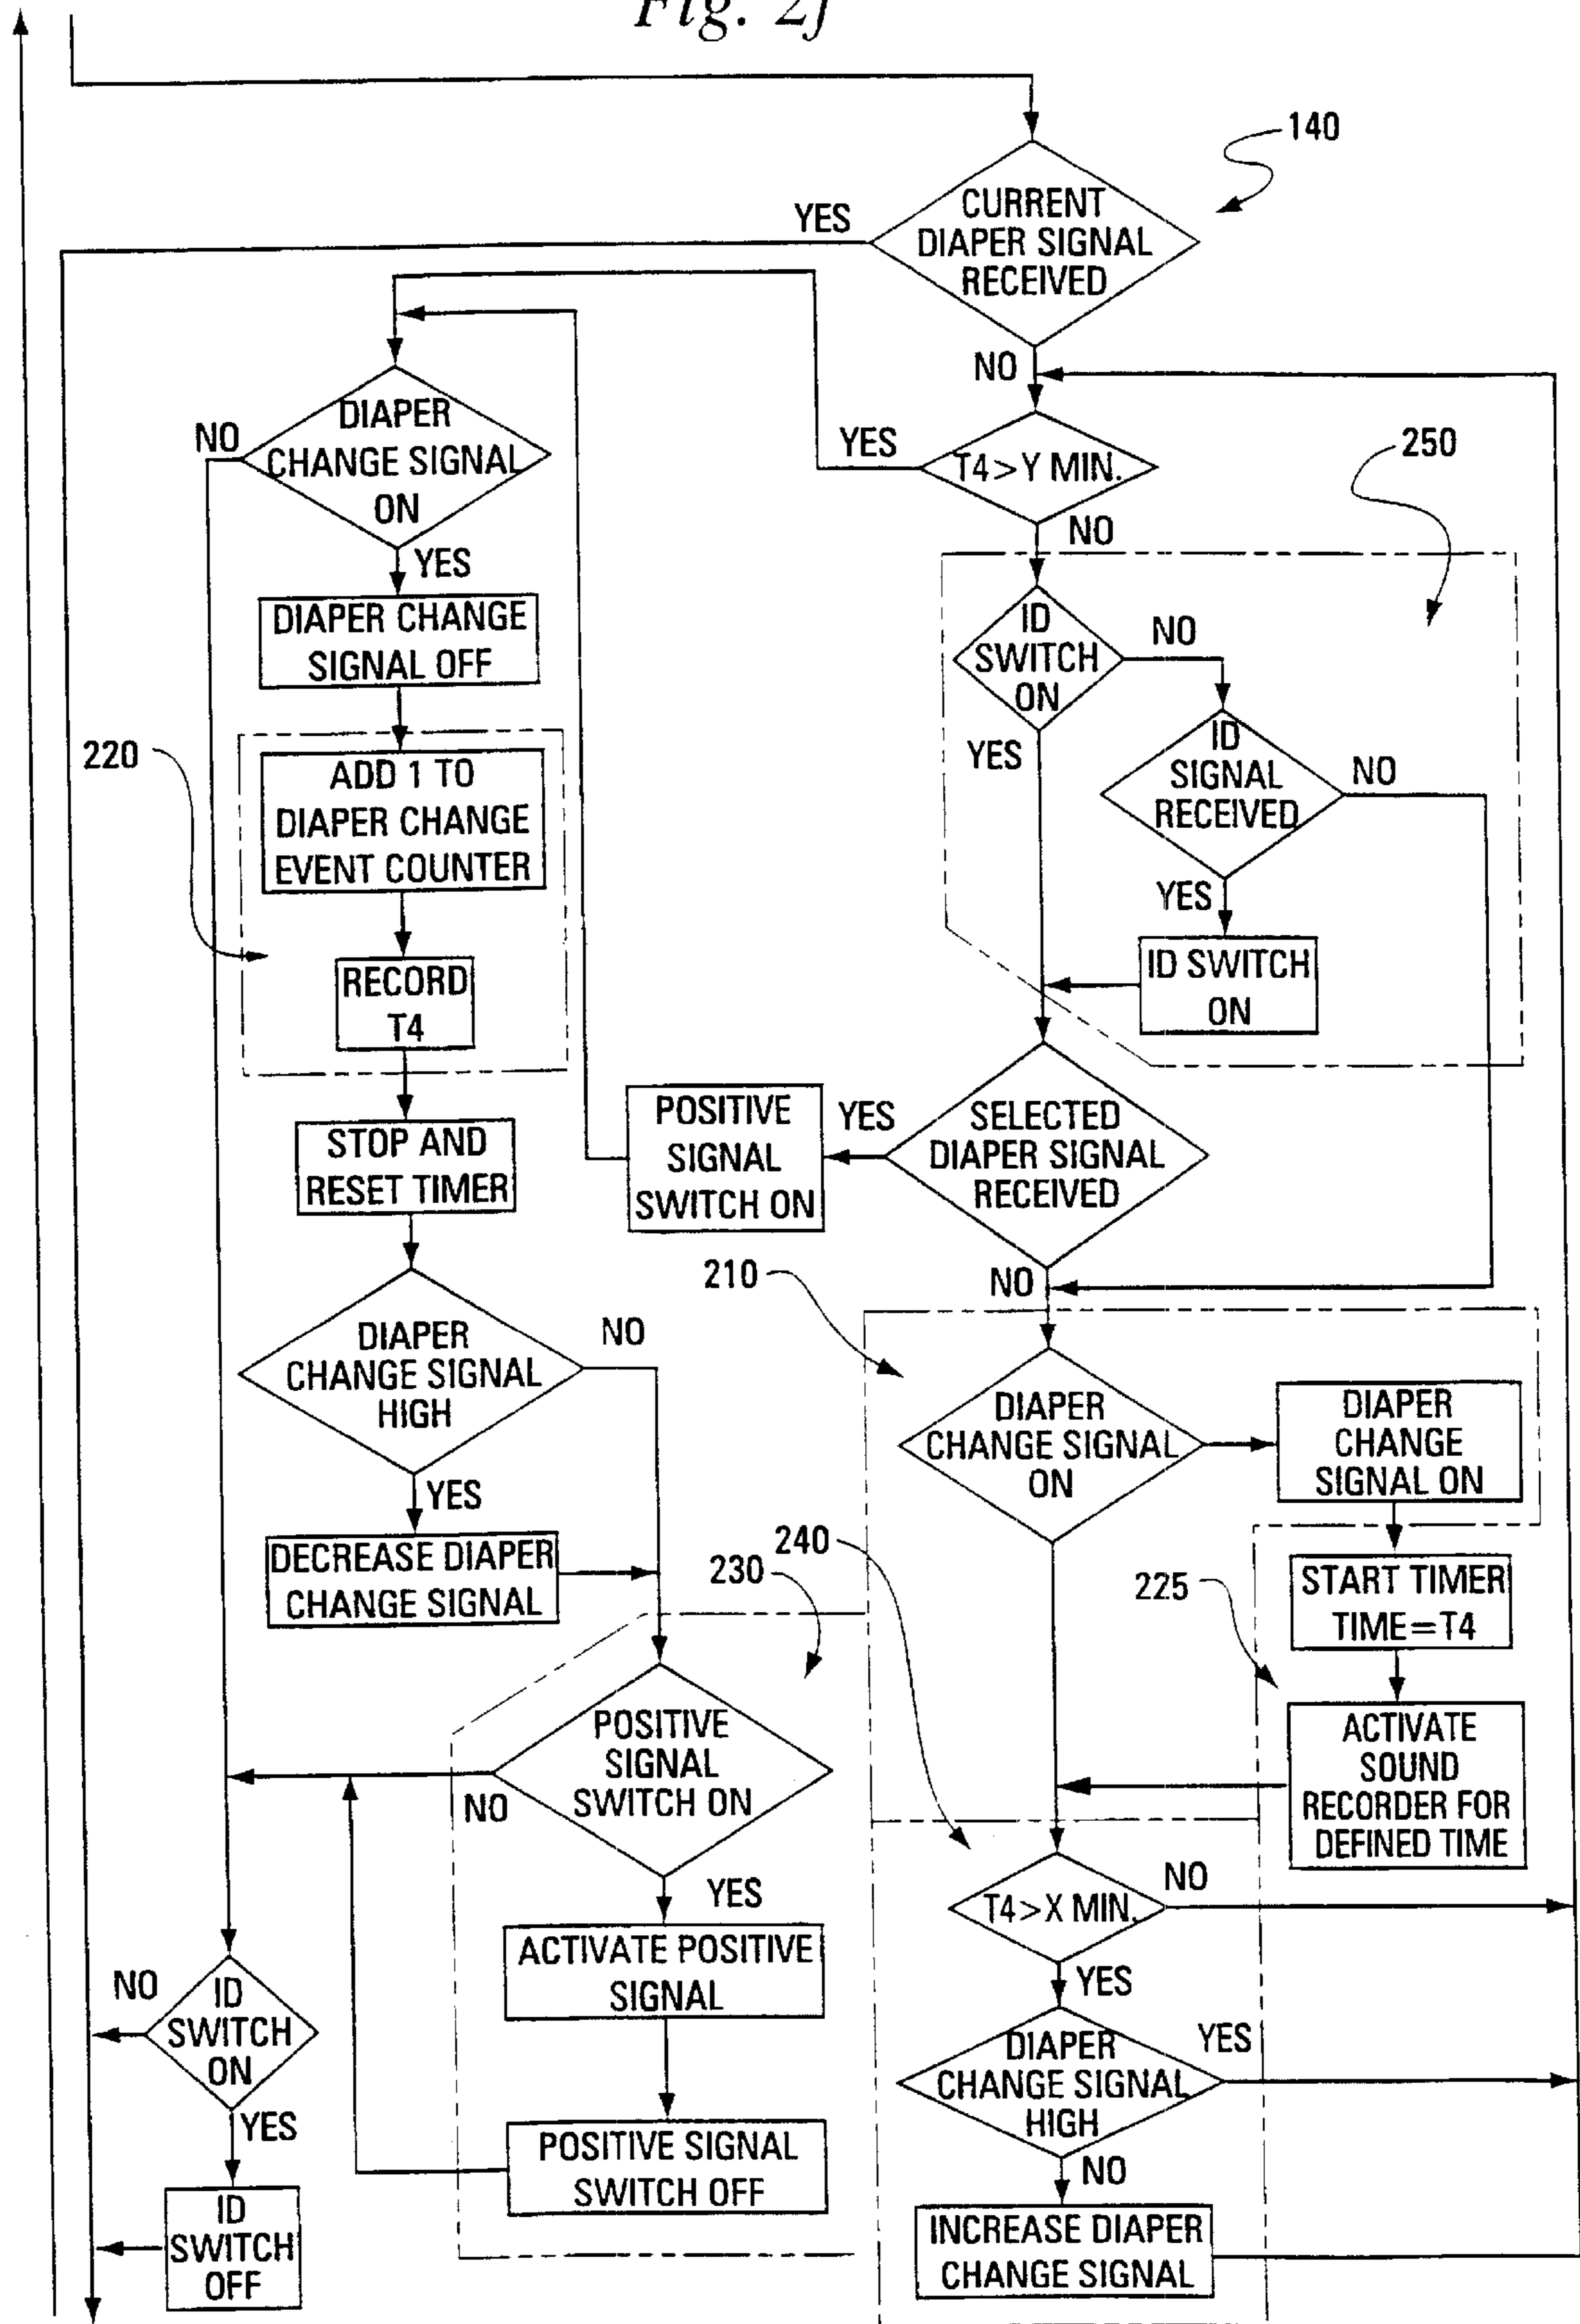 Fig. 2j
140
CURRENT
DIAPER SIGNAL
RECEIVED
YES
NO
T4>Y MIN.
YES
NO
250
DIAPER
CHANGE SIGNAL
ON
NO
YES
DIAPER CHANGE
SIGNAL OFF
220
ADD 1 TO
DIAPER CHANGE
EVENT COUNTER
RECORD
T4
STOP AND
RESET TIMER
ID
SWITCH
ON
NO
YES
ID
SIGNAL
RECEIVED
NO
YES
ID SWITCH
ON
SELECTED
DIAPER SIGNAL
RECEIVED
YES
POSITIVE
SIGNAL
SWITCH ON
NO
210
DIAPER
CHANGE SIGNAL
HIGH
NO
YES
DECREASE DIAPER
CHANGE SIGNAL
DIAPER
CHANGE SIGNAL
ON
DIAPER
CHANGE
SIGNAL ON
240
230
225
START TIMER
TIME=T4
ACTIVATE
SOUND
RECORDER FOR
DEFINED TIME
POSITIVE
SIGNAL
SWITCH ON
NO
YES
ACTIVATE POSITIVE
SIGNAL
POSITIVE SIGNAL
SWITCH OFF
T4>X MIN.
NO
YES
DIAPER
CHANGE SIGNAL
HIGH
YES
NO
INCREASE DIAPER
CHANGE SIGNAL
ID
SWITCH
ON
NO
YES
ID
SWITCH
OFF